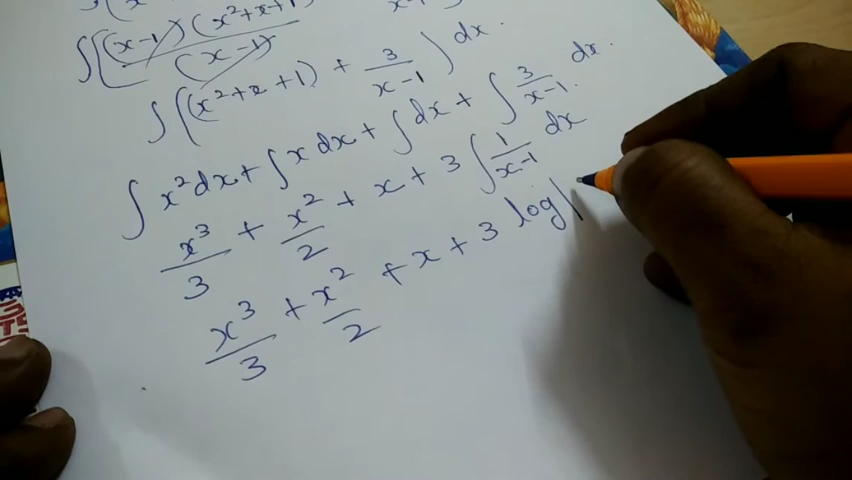 ∫((x-1)(x²+x+1)/(x-1)
∫((x²+x+1) + 3/(x-1)) dx.
∫x²dx + ∫x dx + ∫dx + ∫3/(x-1) dx.
x³/3 + x²/2 + x + 3∫1/(x-1) dx
x³/3 + x²/2 + x + 3 log|